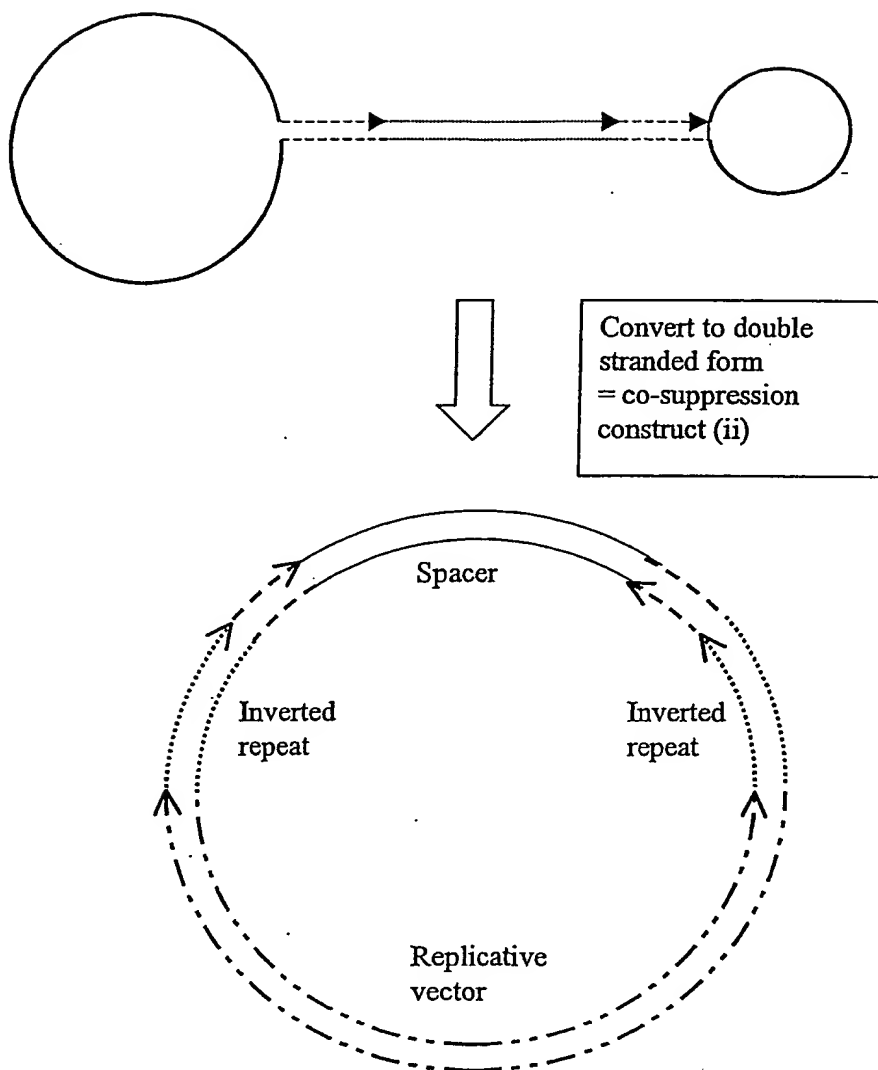 Convert to double
stranded form
= co-suppression
construct (ii)
Spacer
Inverted
repeat
Inverted
repeat
Replicative
vector